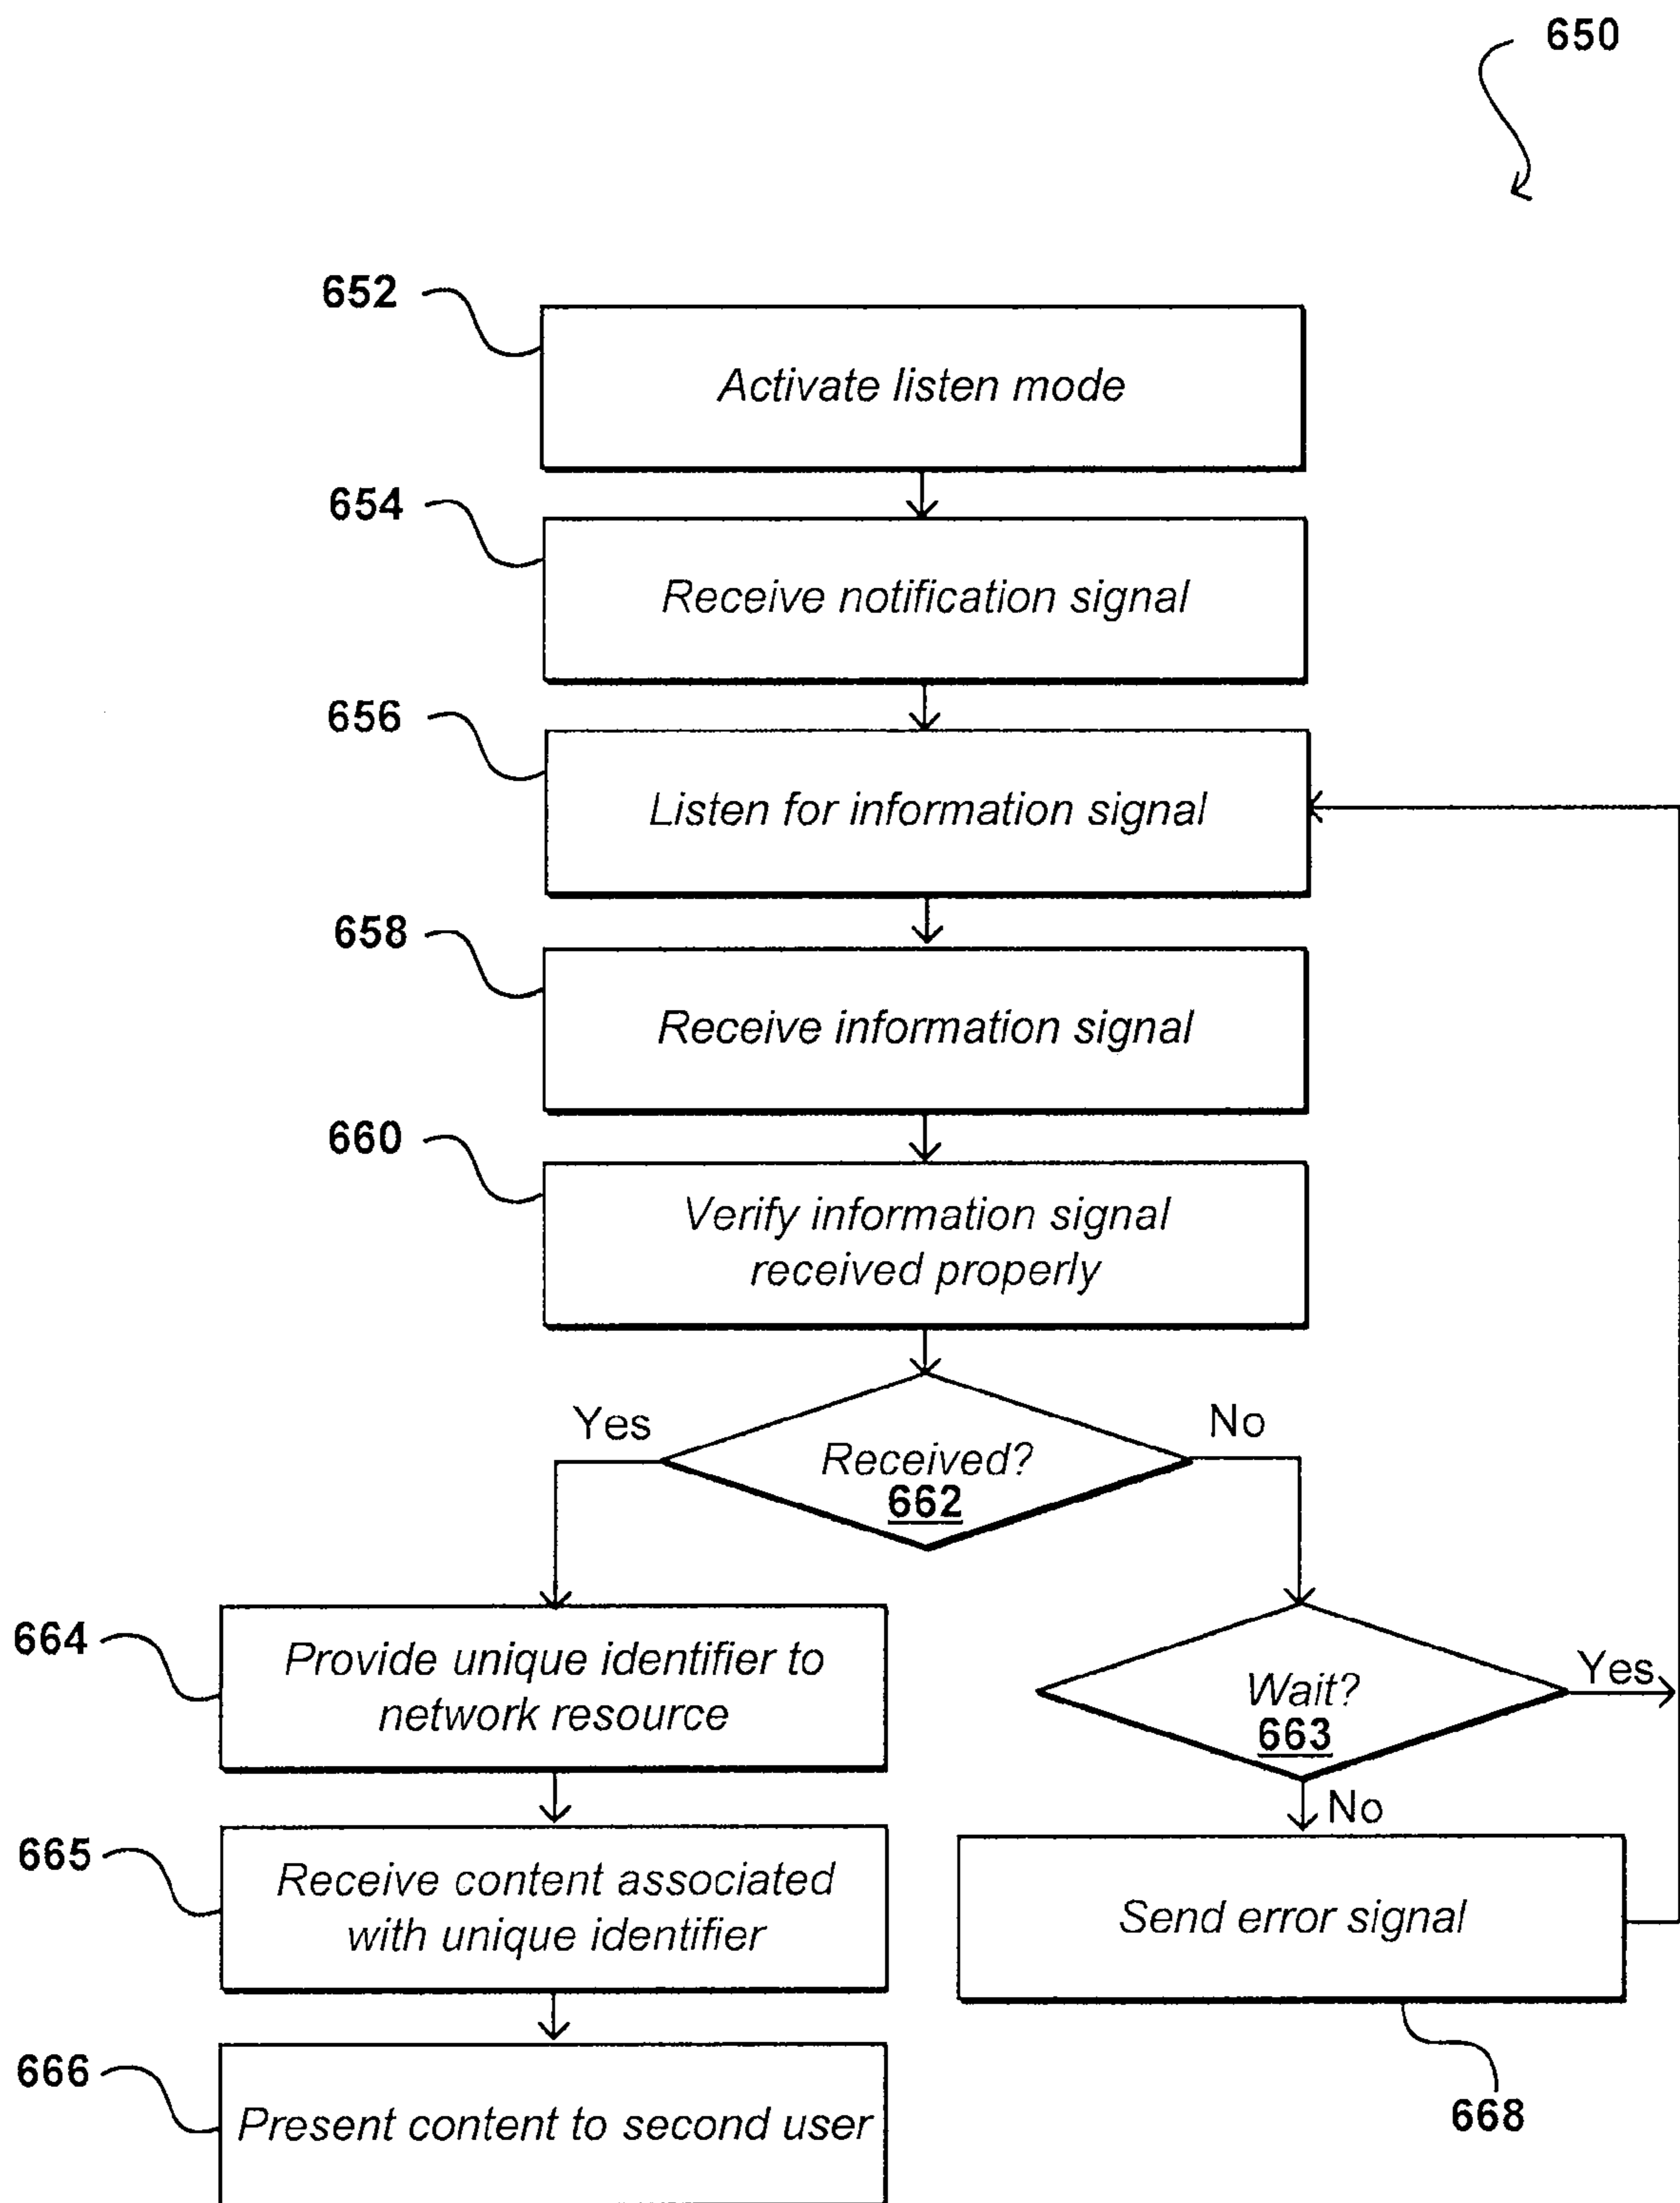 650
652
Activate listen mode
654
Receive notification signal
656
Listen for information signal
658
Receive information signal
660
Verify information signal
received properly
Yes
No
Received?
662
664
Provide unique identifier to
network resource
Wait?
663
Yes
No
665
Receive content associated
with unique identifier
Send error signal
666
Present content to second user
668